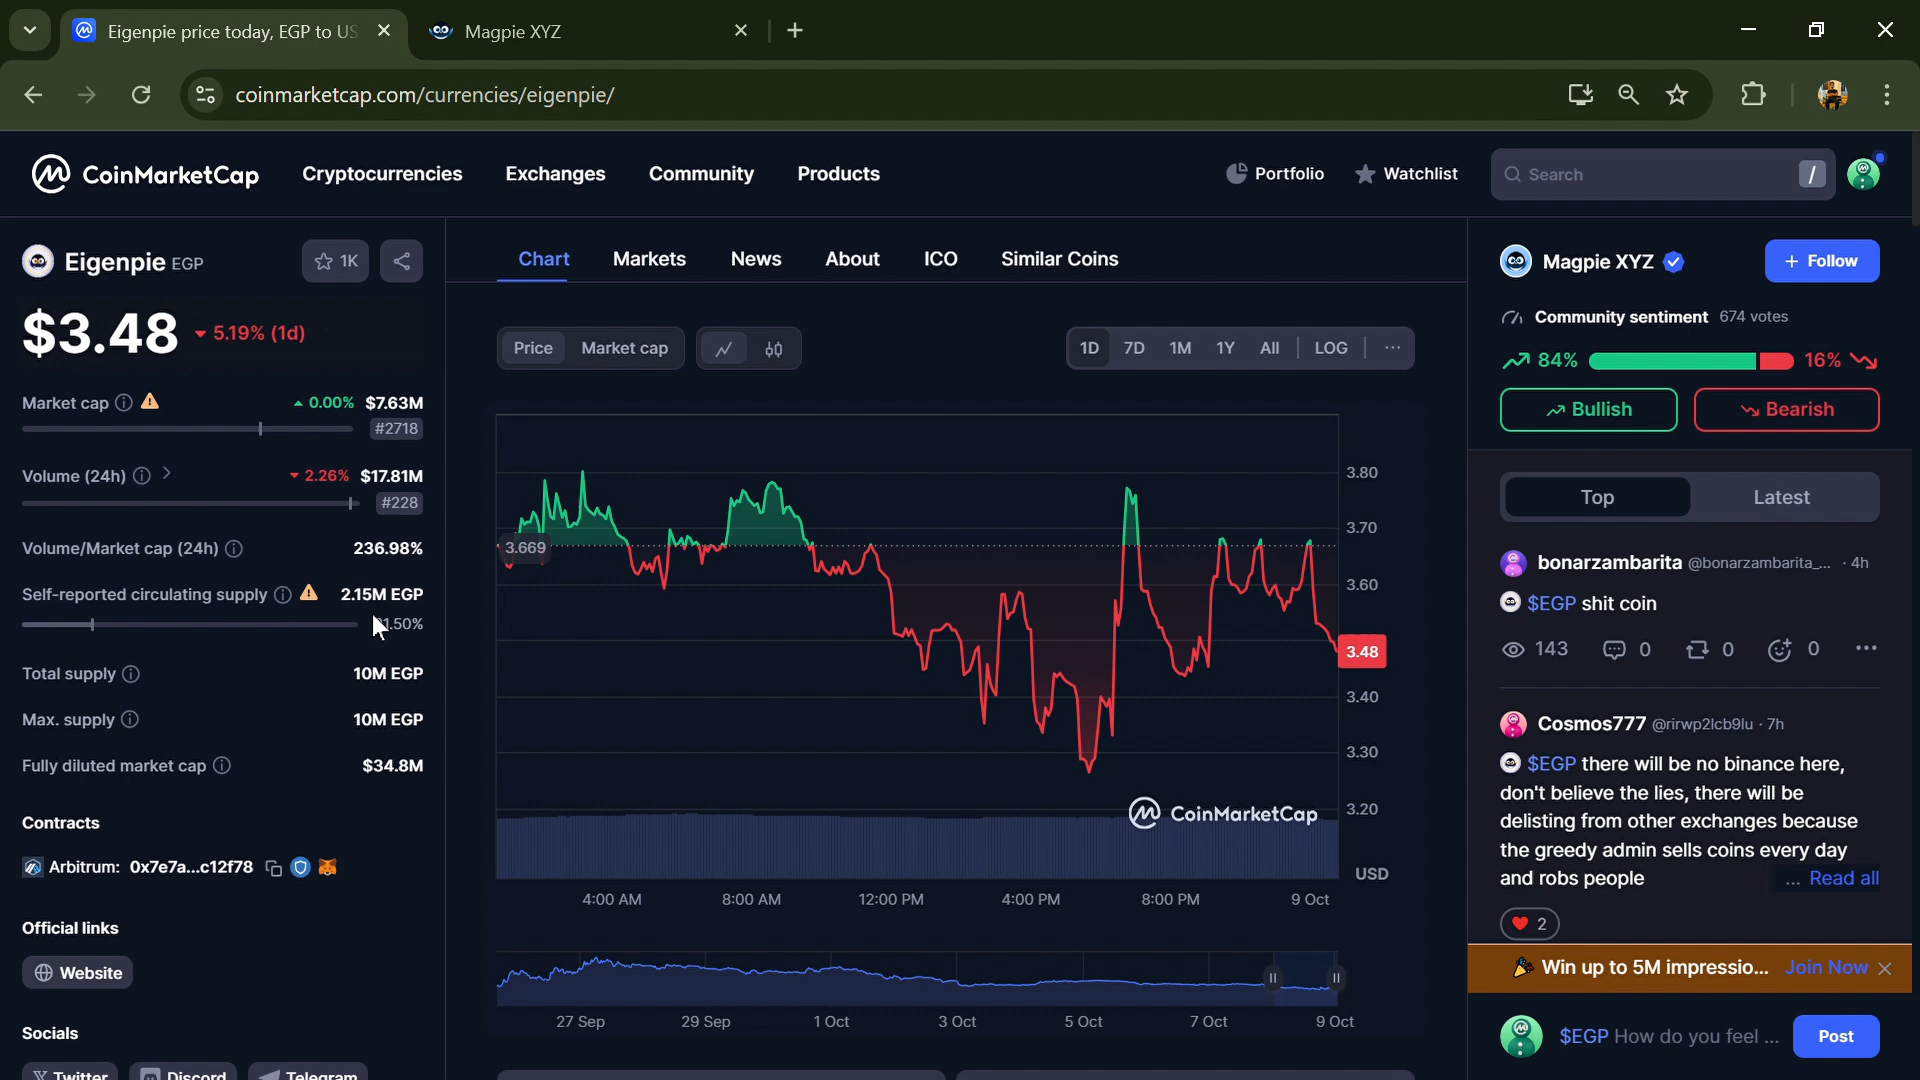 Eigenpie price today, EGP to US
Magpie XYZ
coinmarketcap.com/currencies/eigenpie/
CoinMarketCap
Cryptocurrencies
Exchanges
Community
Products
Portfolio
Watchlist
Search
/
Eigenpie EGP
1K
$3.48 5.19% (1d)
Market cap 0.00% $7.63M
#2718
Volume (24h) 2.26% $17.81M
#228
Volume/Market cap (24h) 236.98%
Self-reported circulating supply 2.15M EGP
1.50%
Total supply 10M EGP
Max. supply 10M EGP
Fully diluted market cap $34.8M
Contracts
Arbitrum: 0x7e7a...c12f78
Official links
Website
Socials
Twitter Discord Telegram
Chart
Markets
News
About
ICO
Similar Coins
Price
Market cap
1D
7D
1M
1Y
All
LOG
...
3.669
3.80
3.70
3.60
3.48
3.40
3.30
3.20
CoinMarketCap
USD
4:00 AM
8:00 AM
12:00 PM
4:00 PM
8:00 PM
9 Oct
27 Sep
29 Sep
1 Oct
3 Oct
5 Oct
7 Oct
9 Oct
Magpie XYZ
+ Follow
Community sentiment 674 votes
84%
16%
Bullish
Bearish
Top
Latest
bonarzambarita @bonarzambarita_... · 4h
$EGP shit coin
143 0 0 0
Cosmos777 @rirwp2lcb9lu · 7h
$EGP there will be no binance here,
don't believe the lies, there will be
delisting from other exchanges because
the greedy admin sells coins every day
and robs people ... Read all
2
Win up to 5M impressio... Join Now
$EGP How do you feel ...
Post